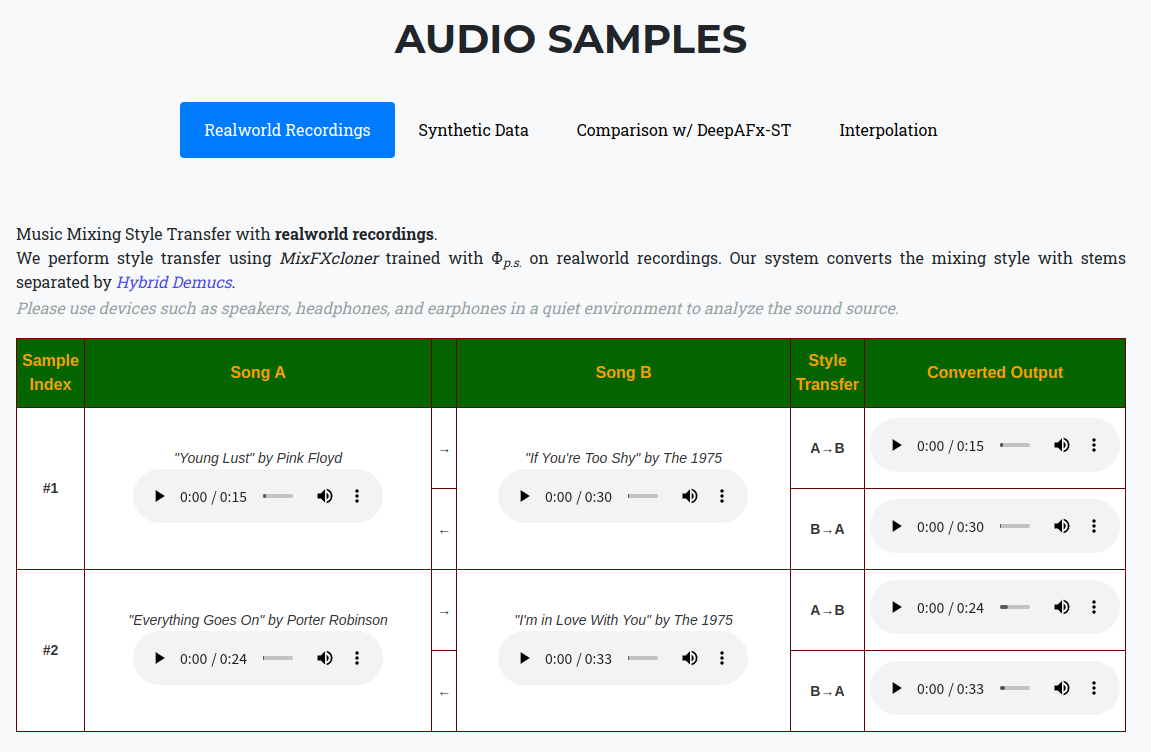 AUDIO SAMPLES
Realworld Recordings
Synthetic Data
Comparison w/ DeepAFx-ST
Interpolation
Music Mixing Style Transfer with realworld recordings.
We perform style transfer using MixFXcloner trained with Φp.s. on realworld recordings. Our system converts the mixing style with stems
separated by Hybrid Demucs.
Please use devices such as speakers, headphones, and earphones in a quiet environment to analyze the sound source.
Sample
Index
Song A
Song B
Style
Transfer
Converted Output
#1
"Young Lust" by Pink Floyd
0:00 / 0:15
→
←
"If You're Too Shy" by The 1975
0:00 / 0:30
A→B
0:00 / 0:15
B→A
0:00 / 0:30
#2
"Everything Goes On" by Porter Robinson
0:00 / 0:24
→
←
"I'm in Love With You" by The 1975
0:00 / 0:33
A→B
0:00 / 0:24
B→A
0:00 / 0:33